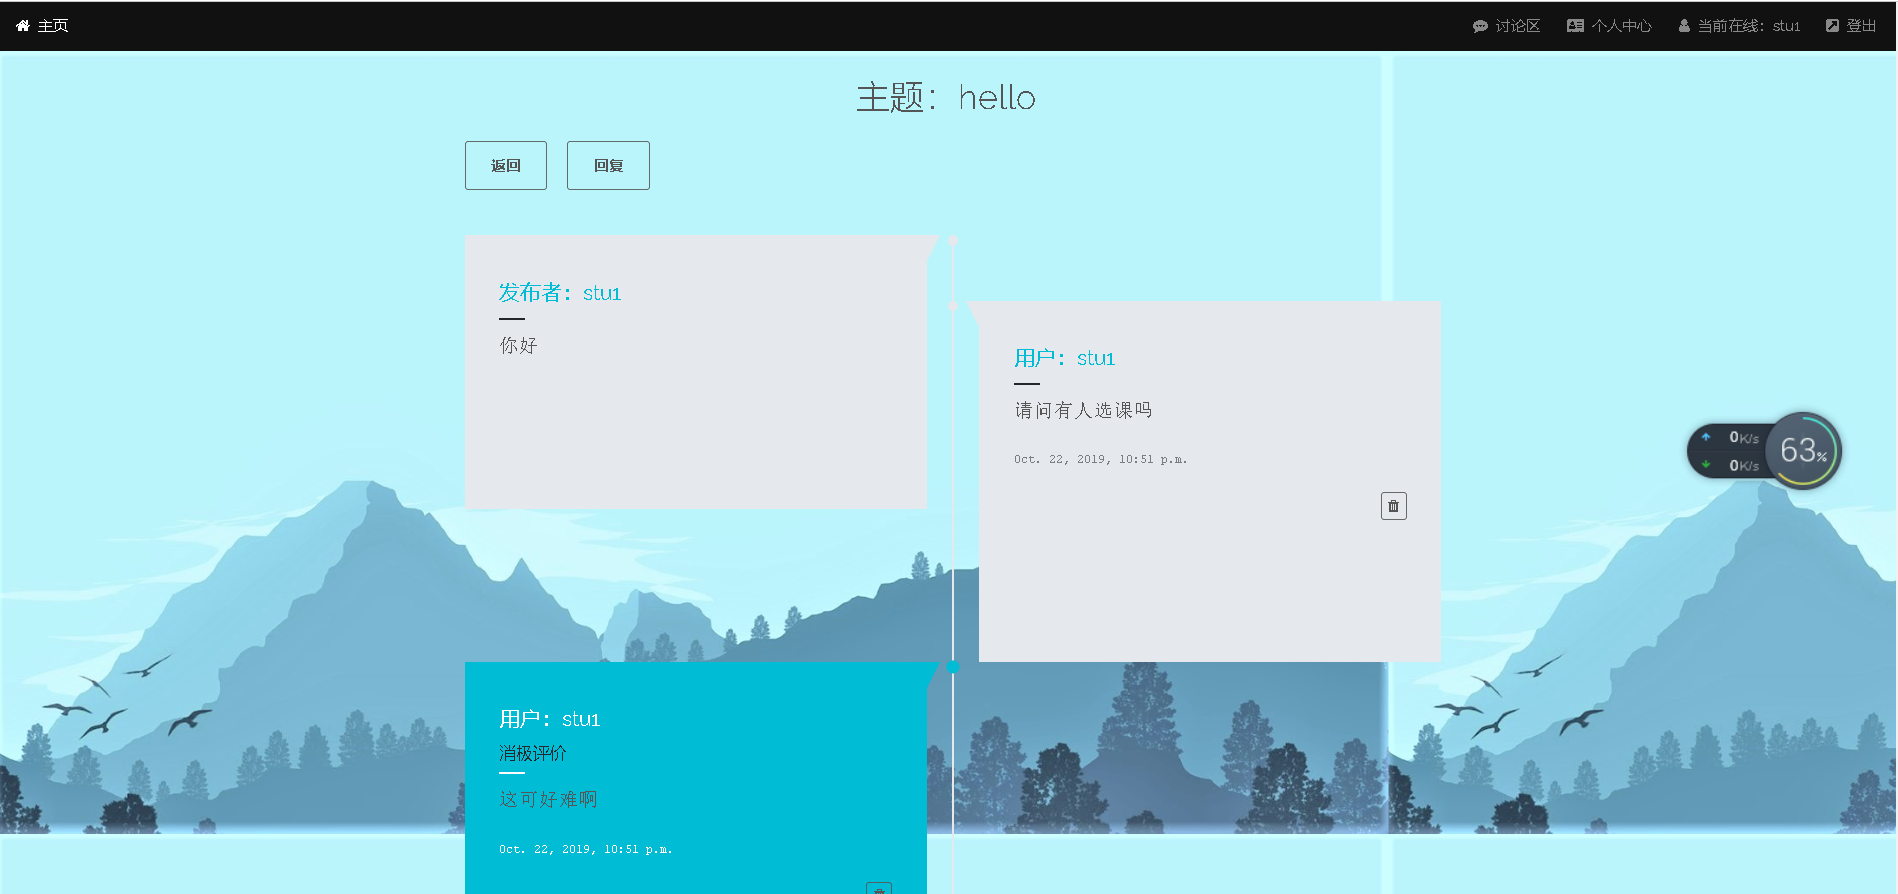 主页
讨论区
个人中心
当前在线：stu1
登出
主题：hello
返回
回复
发布者：stu1
你好
用户：stu1
请问有人选课吗
Oct. 22, 2019, 10:51 p.m.
0K/s
0K/s
63%
用户：stu1
消极评价
这可好难啊
Oct. 22, 2019, 10:51 p.m.